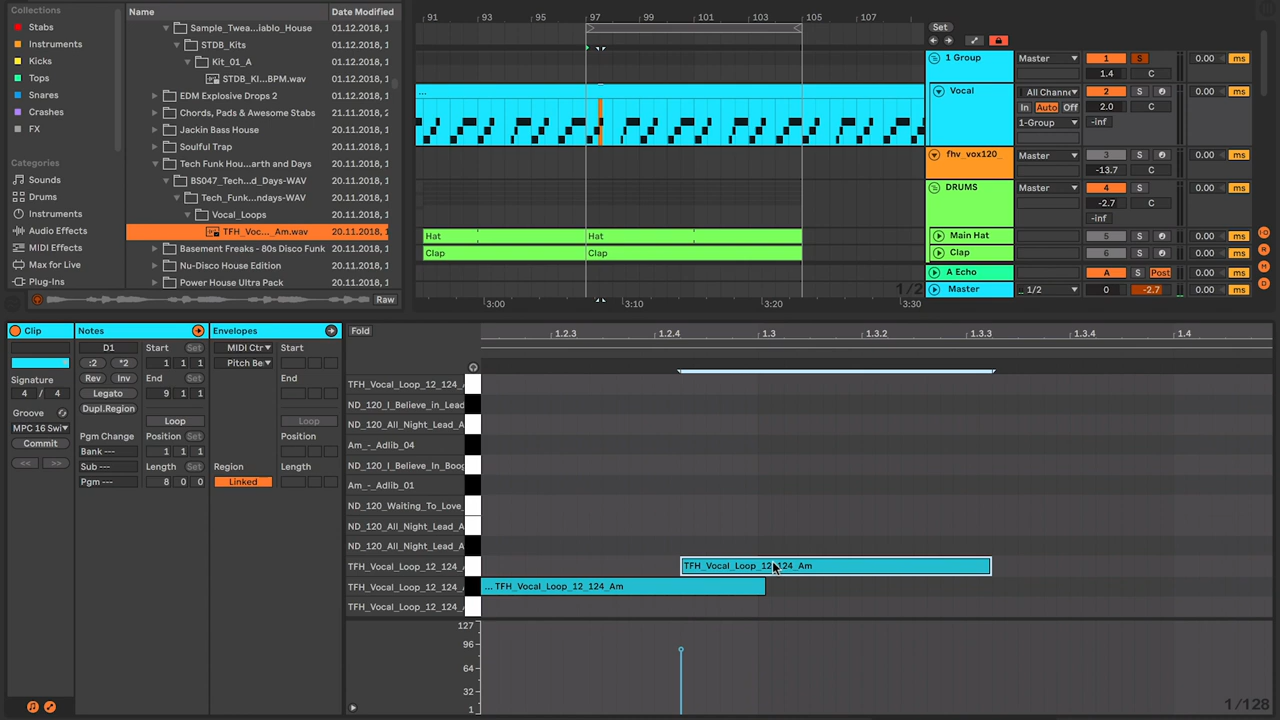 Collections
Stabs
Instruments
Kicks
Tops
Snares
Crashes
FX
Categories
Sounds
Drums
Instruments
Audio Effects
MIDI Effects
Max for Live
Plug-Ins
Name
Date Modified
Sample_Twea...iablo_House
01.12.2018, 1
STDB_Kits
01.12.2018, 1
Kit_01_A
01.12.2018, 1
STDB_KI...BPM.wav
01.12.2018, 1
EDM Explosive Drops 2
01.12.2018, 1
Chords, Pads & Awesome Stabs
21.11.2018, 1
Jackin Bass House
01.12.2018, 1
Soulful Trap
01.12.2018, 1
Tech Funk Hou...arth and Days
20.11.2018, 1
BS047_Tech...d_Days-WAV
20.11.2018, 1
Tech_Funk...ndays-WAV
20.11.2018, 1
Vocal_Loops
20.11.2018, 1
TFH_Voc..._Am.wav
20.11.2018, 1
Basement Freaks - 80s Disco Funk
20.11.2018, 1
Nu-Disco House Edition
20.11.2018, 1
Power House Ultra Pack
20.11.2018, 1
Raw
91 93 95 97 99 101 103 105 107
...
Hat
Hat
Clap
Clap
1/2
3:00 3:10 3:20 3:30
Set
1 Group
Master
1
S
0.00
ms
1.4
C
Vocal
All Channe
2
S
0.00
ms
In
Auto
Off
2.0
C
1-Group
-inf
fhv_vox120_
Master
3
S
0.00
ms
-13.7
C
DRUMS
Master
4
S
0.00
ms
-2.7
C
-inf
Main Hat
5
S
0.00
ms
Clap
6
S
0.00
ms
A Echo
A
S
Post
0.00
ms
Master
1/2
0
-2.7
0.00
ms
Clip
Signature
4 / 4
Groove
MPC 16 Swi
Commit
<<
>>
Notes
D1
:2
*2
Rev
Inv
Legato
Dupl.Region
Pgm Change
Bank ---
Sub ---
Pgm ---
Start
Set
1 1 1
End
Set
9 1 1
Loop
Position
Set
1 1 1
Length
Set
8 0 0
Envelopes
MIDI Ctr
Pitch Be
Region
Linked
Start
End
Loop
Position
Length
Fold
1.2.3 1.2.4 1.3 1.3.2 1.3.3 1.3.4 1.4
TFH_Vocal_Loop_12_124_
ND_120_I_Believe_in_Lead
ND_120_All_Night_Lead_A
Am_-_Adlib_04
ND_120_I_Believe_In_Boog
Am_-_Adlib_01
ND_120_Waiting_To_Love_
ND_120_All_Night_Lead_A
ND_120_All_Night_Lead_A
TFH_Vocal_Loop_12_124_
TFH_Vocal_Loop_12_124_Am
TFH_Vocal_Loop_12_124_
... TFH_Vocal_Loop_12_124_Am
TFH_Vocal_Loop_12_124_
127
96
64
32
1
1/128